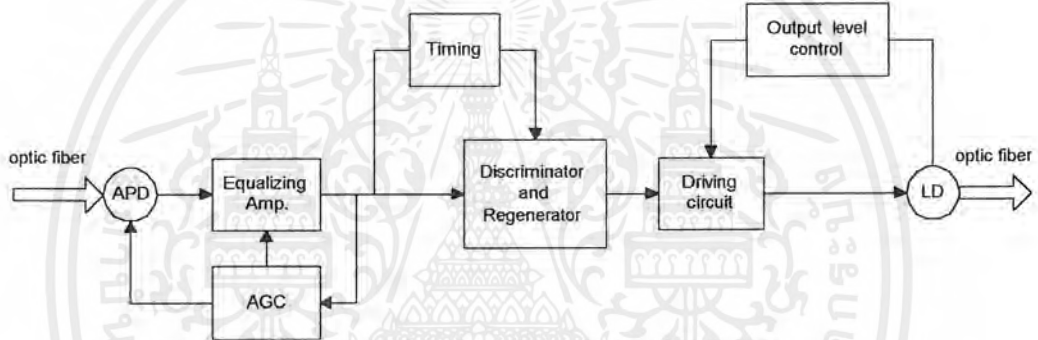 optic fiber
APD
Equalizing
Amp.
AGC
Timing
Discriminator
and
Regenerator
Driving
circuit
Output level
control
LD
optic fiber